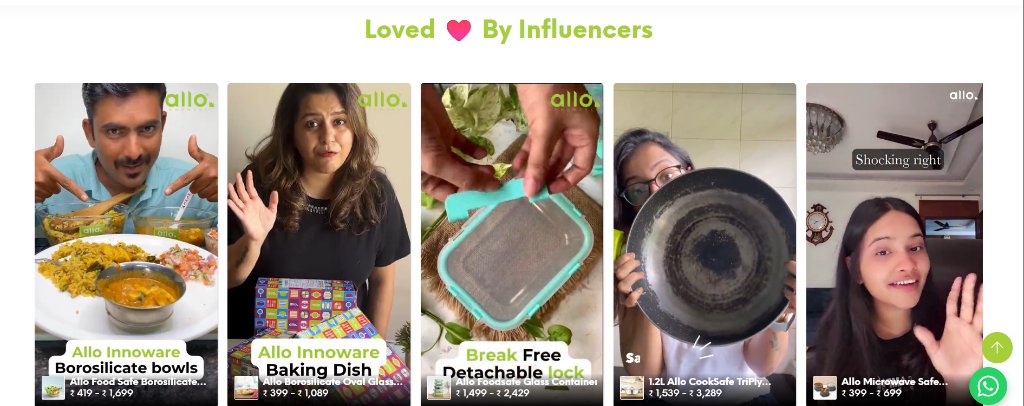 Loved By Influencers
allo.
allo.
allo.
allo.
Shocking right
allo.
Allo Innoware
Borosilicate bowls
Allo Innoware
Baking Dish
Break Free
Detachable lock
Sa
Allo Food Safe Borosilicate...
₹ 419 - ₹ 1,699
Allo Borosilicate Oval Glass...
₹ 399 - ₹ 1,089
Allo Foodsafe Glass Container
₹ 1,499 - ₹ 2,429
1.2L Allo CookSafe TriPly...
₹ 1,539 - ₹ 3,289
Allo Microwave Safe...
₹ 399 - ₹ 699